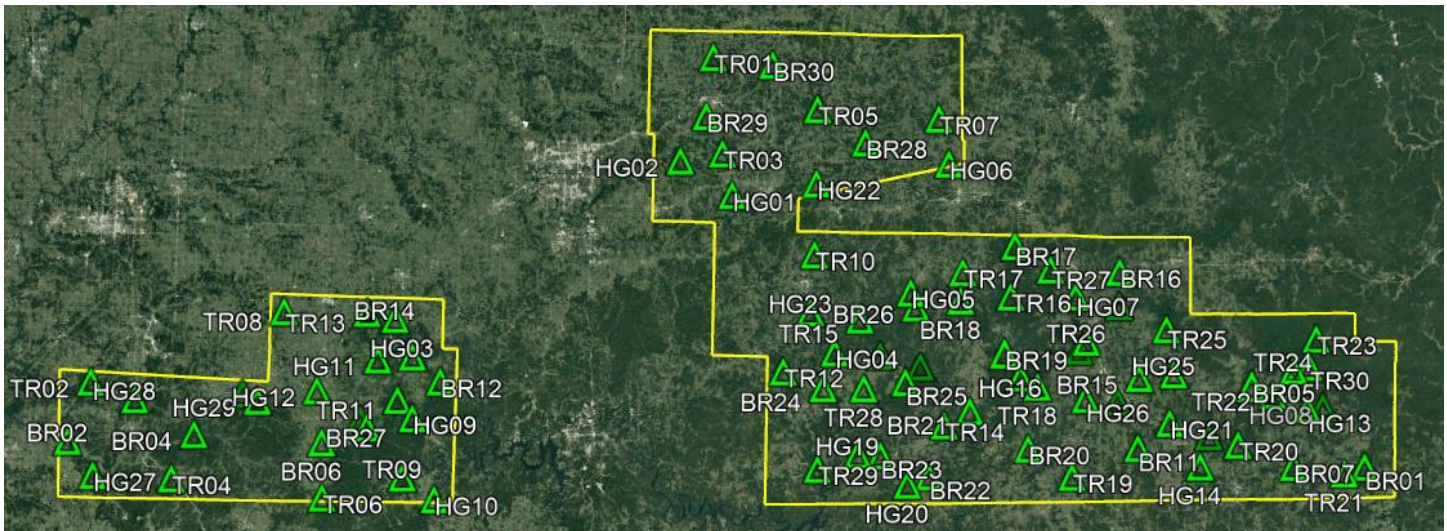 TR01
BR30
BR29
TR05
TR07
BR28
HG02
TR03
HG06
HG22
HG01
BR17
TR10
TR17
TR27
BR16
HG05
TR16
HG07
HG23
BR26
TR08
TR13
BR14
BR18
TR15
TR26
TR25
TR23
HG03
HG04
BR19
HG25
TR24
HG11
TR12
TR30
TR02
HG28
BR12
HG16
BR15
BR05
HG12
BR24
BR25
TR22
HG29
TR11
TR28
TR18
HG26
HG08
HG13
HG09
BR21
TR14
HG21
BR02
BR04
BR27
HG19
BR20
TR20
BR06
BR23
BR11
HG27
TR04
TR09
TR29
HG14
BR07
BR01
TR19
BR22
TR06
HG10
HG20
TR21